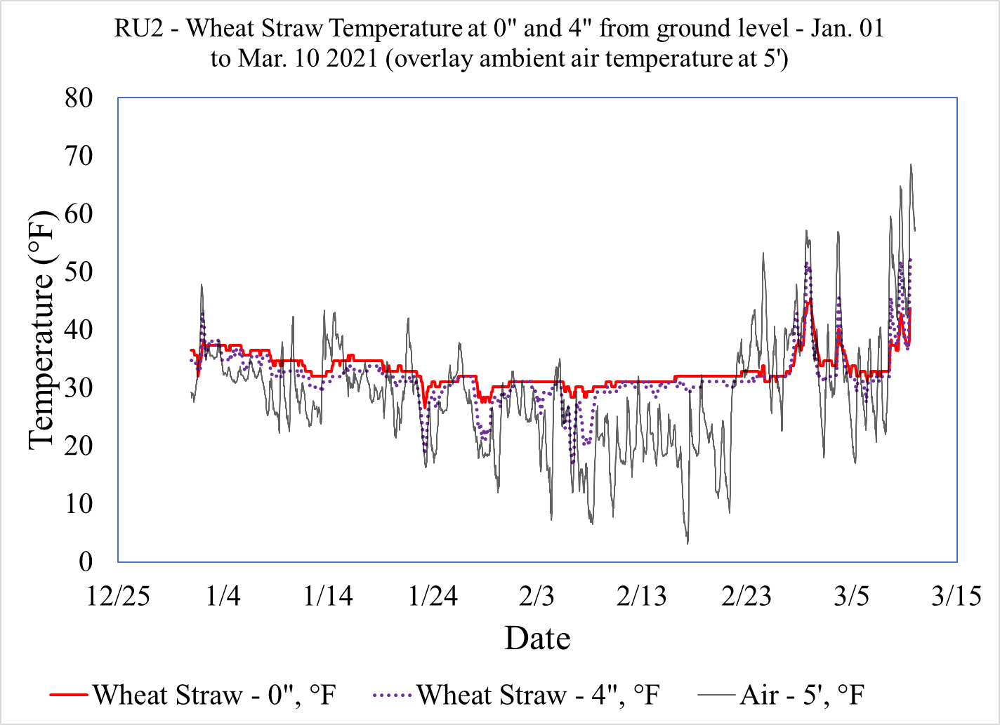 RU2 - Wheat Straw Temperature at 0" and 4" from ground level - Jan. 01
to Mar. 10 2021 (overlay ambient air temperature at 5')
80
70
60
50
40
30
20
10
0
Temperature (°F)
12/25 1/4 1/14 1/24 2/3 2/13 2/23 3/5 3/15
Date
Wheat Straw - 0", °F Wheat Straw - 4", °F Air - 5', °F